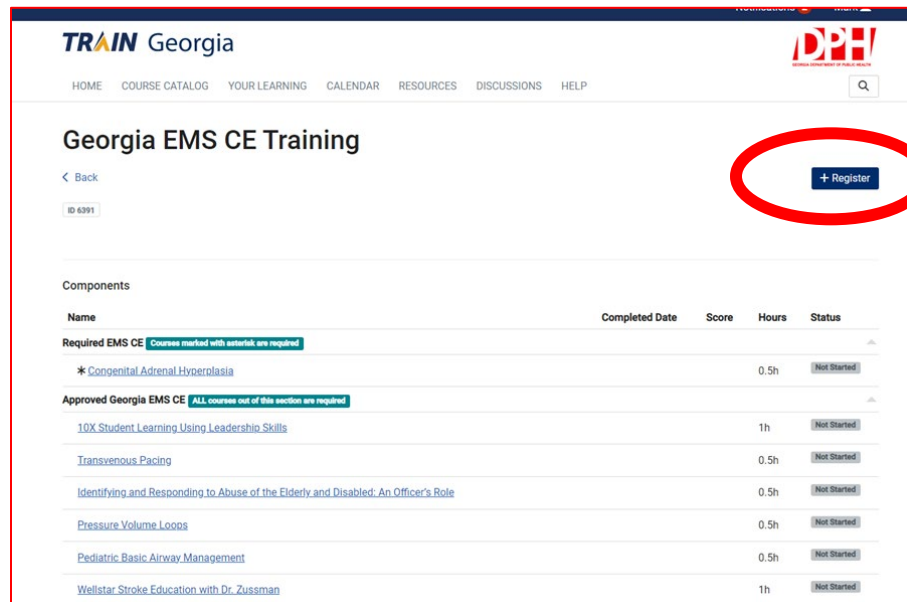 TRAIN Georgia
DPH
GEORGIA DEPARTMENT OF PUBLIC HEALTH
HOME COURSE CATALOG YOUR LEARNING CALENDAR RESOURCES DISCUSSIONS HELP
Georgia EMS CE Training
Back
+ Register
ID 6391
Components
Name Completed Date Score Hours Status
Required EMS CE Courses marked with asterisk are required
* Congenital Adrenal Hyperplasia 0.5h Not Started
Approved Georgia EMS CE ALL courses out of this section are required
10X Student Learning Using Leadership Skills 1h Not Started
Transvenous Pacing 0.5h Not Started
Identifying and Responding to Abuse of the Elderly and Disabled: An Officer's Role 0.5h Not Started
Pressure Volume Loops 0.5h Not Started
Pediatric Basic Airway Management 0.5h Not Started
Wellstar Stroke Education with Dr. Zussman 1h Not Started